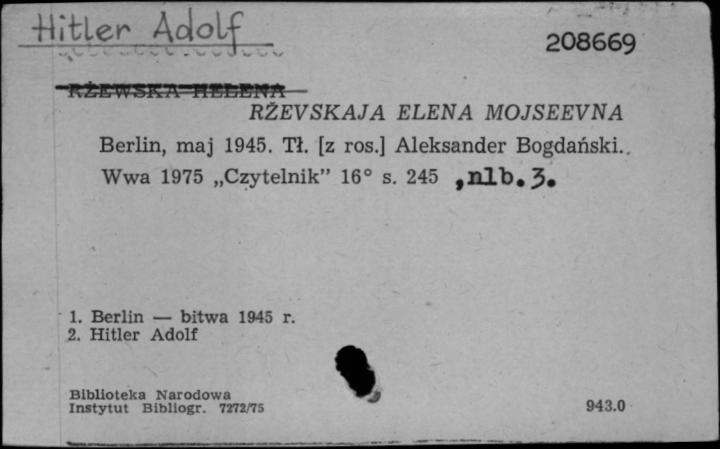 Hitler Adolf
208669
RŻEWSKA HELENA
RŽEVSKAJA ELENA MOJSEEVNA
Berlin, maj 1945. Tł. [z ros.] Aleksander Bogdański.
Wwa 1975 „Czytelnik” 16° s. 245 , nlb. 3.
1. Berlin — bitwa 1945 r.
2. Hitler Adolf
Biblioteka Narodowa
Instytut Bibliogr. 7272/75
943.0